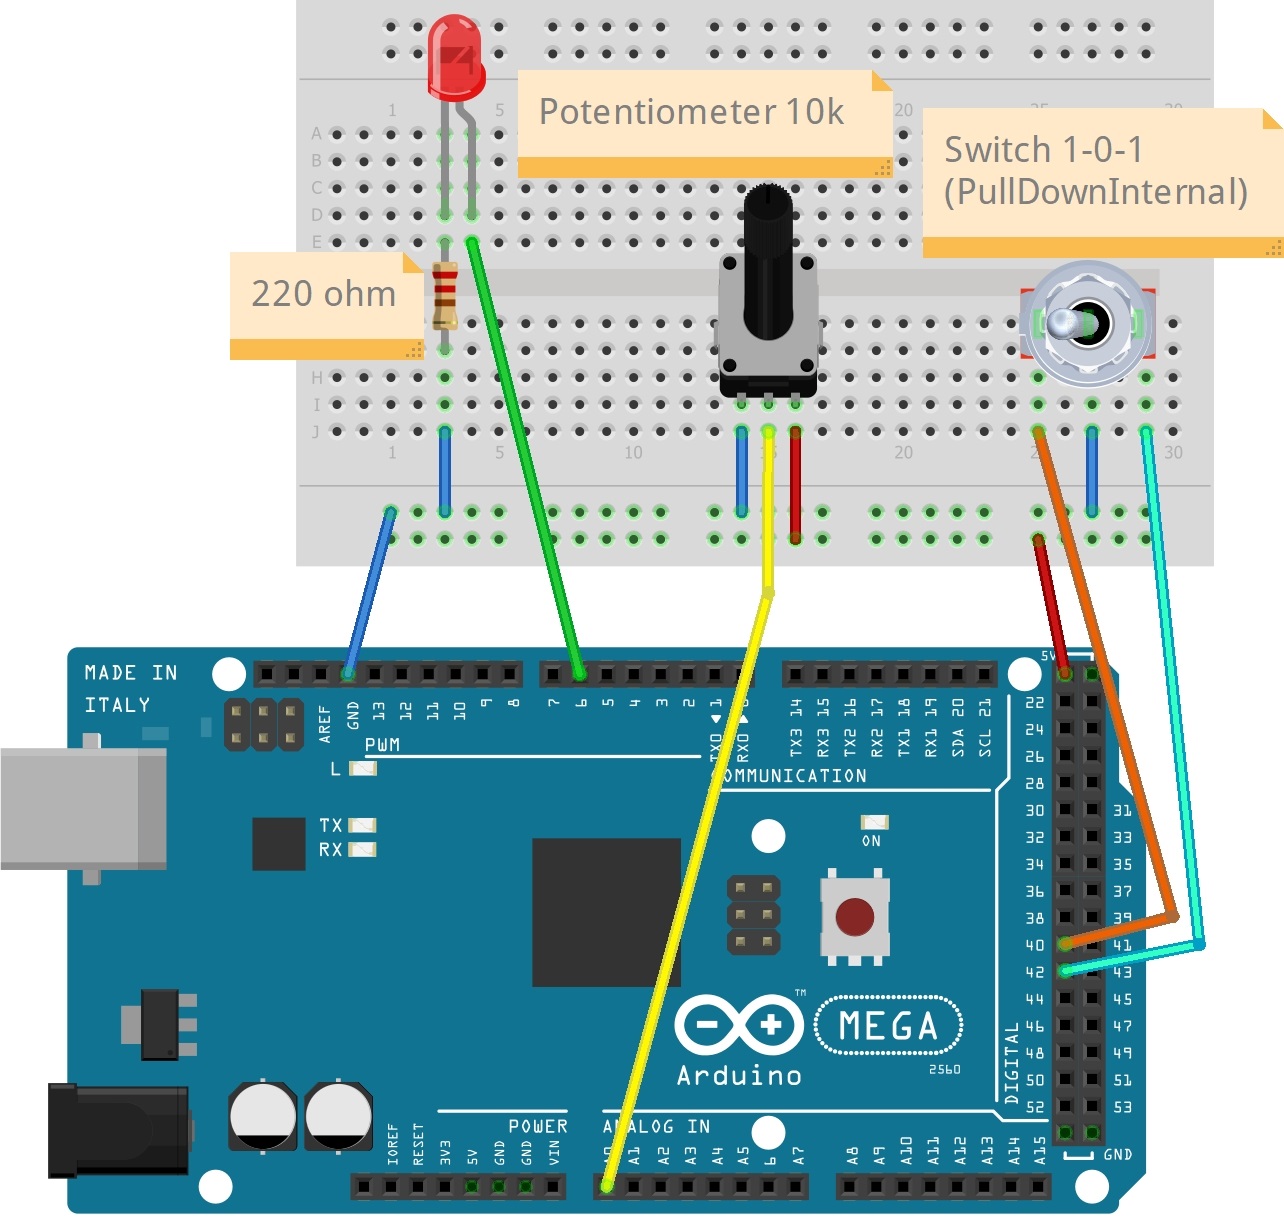 1
5
20
25
30
Potentiometer 10k
Switch 1-0-1
(PullDownInternal)
A
B
C
D
E
220 ohm
H
I
J
1
5
10
15
20
30
MADE IN
ITALY
5V
AREF
GND
13
12
11
10
9
8
7
6
5
4
3
2
1
TX0
RX0
TX3 14
RX3 15
TX2 16
RX2 17
TX1 18
RX1 19
SDA 20
SCL 21
PWM
COMMUNICATION
L
TX
RX
ON
22
24
26
28
30 31
32 33
34 35
36 37
38 39
40 41
42 43
44 45
46 47
48 49
50 51
52 53
DIGITAL
GND
MEGA
TM
Arduino
2560
POWER
ANALOG IN
IOREF
RESET
3V3
5V
GND
GND
VIN
A0
A1
A2
A3
A4
A5
6
A7
A8
A9
A10
A11
A12
A13
A14
A15